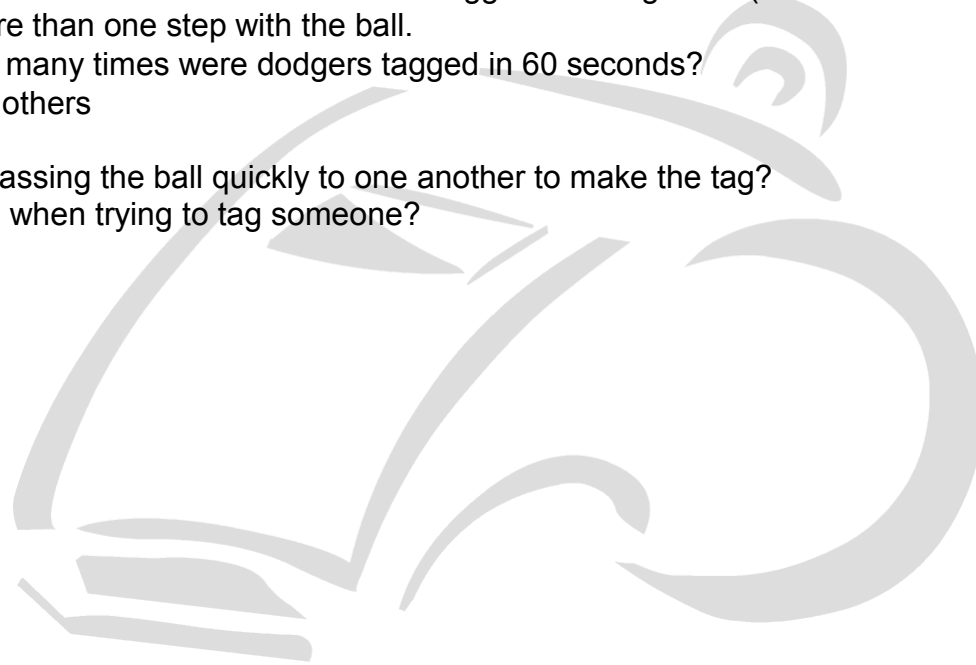 re than one step with the ball.
many times were dodgers tagged in 60 seconds?
others
assing the ball quickly to one another to make the tag?
when trying to tag someone?